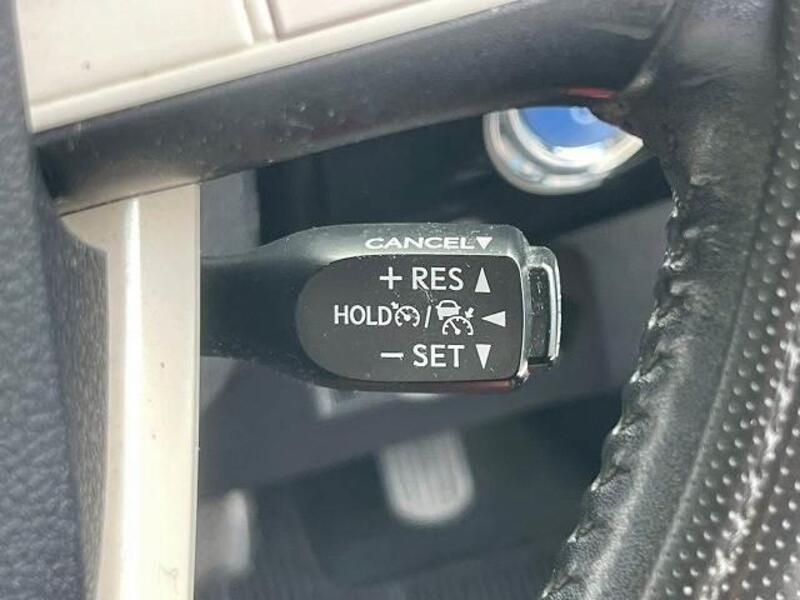 CANCEL▼
+ RES ▲
HOLD / ◀
− SET ▼